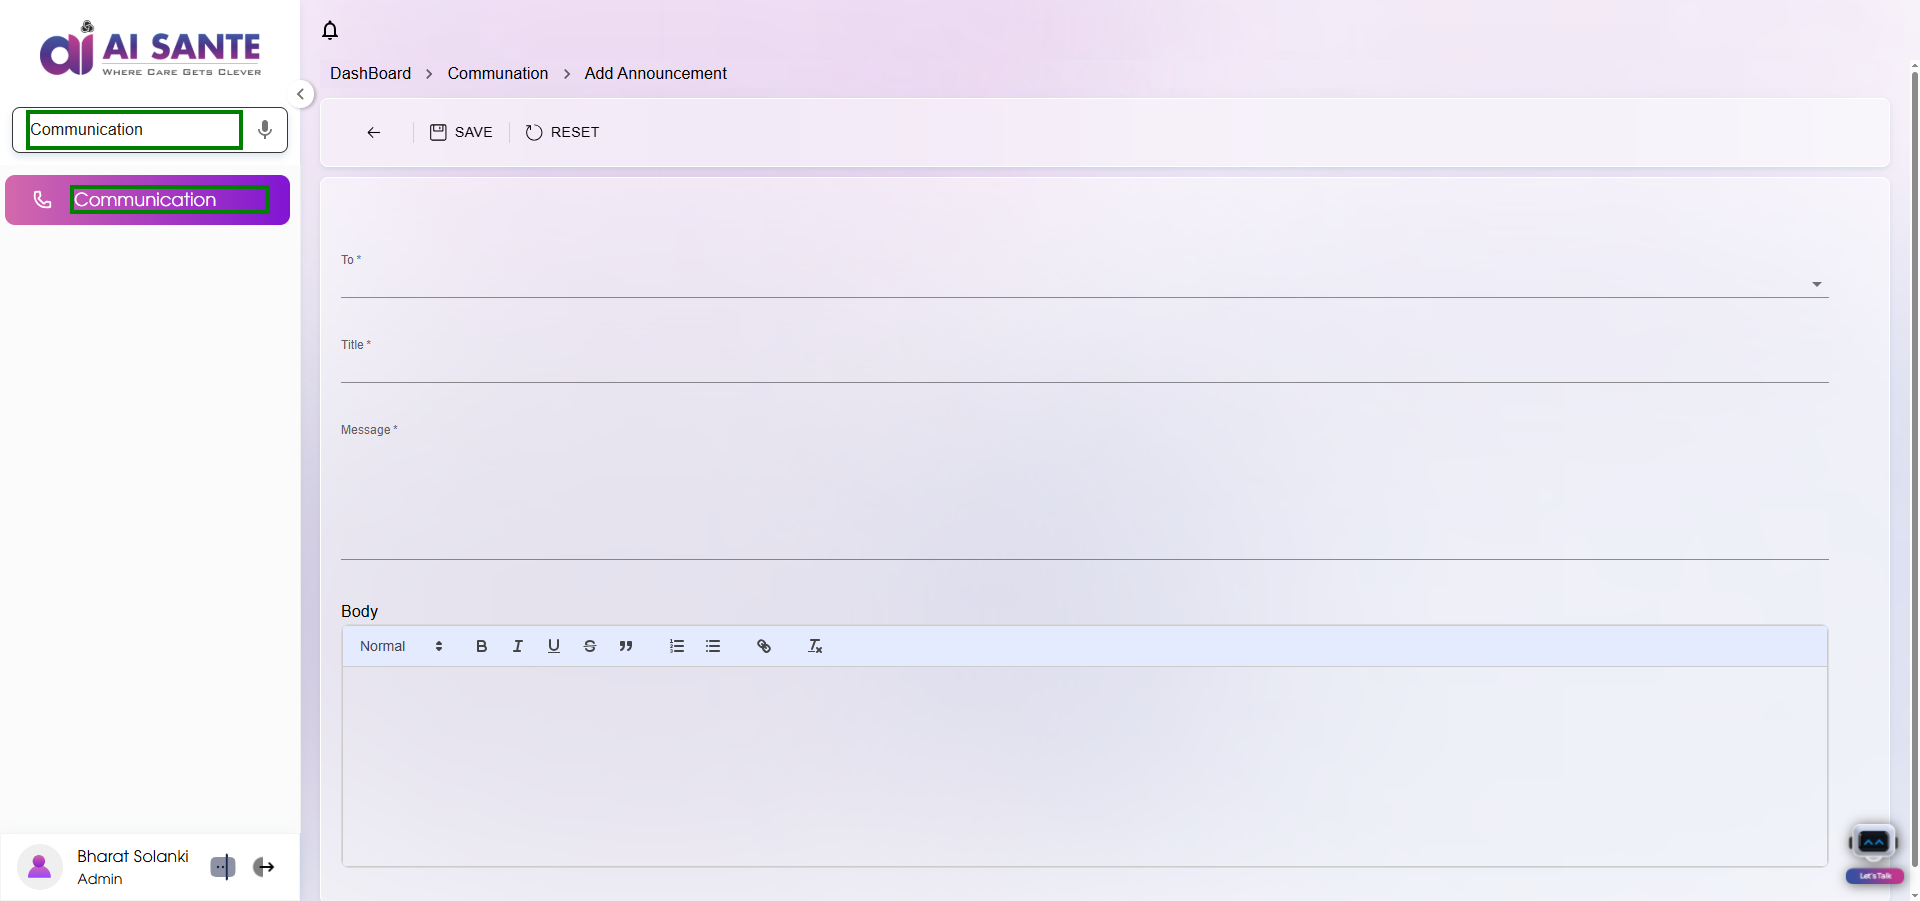 AI SANTE
WHERE CARE GETS CLEVER
Communication
Communication
DashBoard > Communation > Add Announcement
SAVE RESET
To *
Title *
Message *
Body
Normal
Bharat Solanki
Admin
Let'sTalk